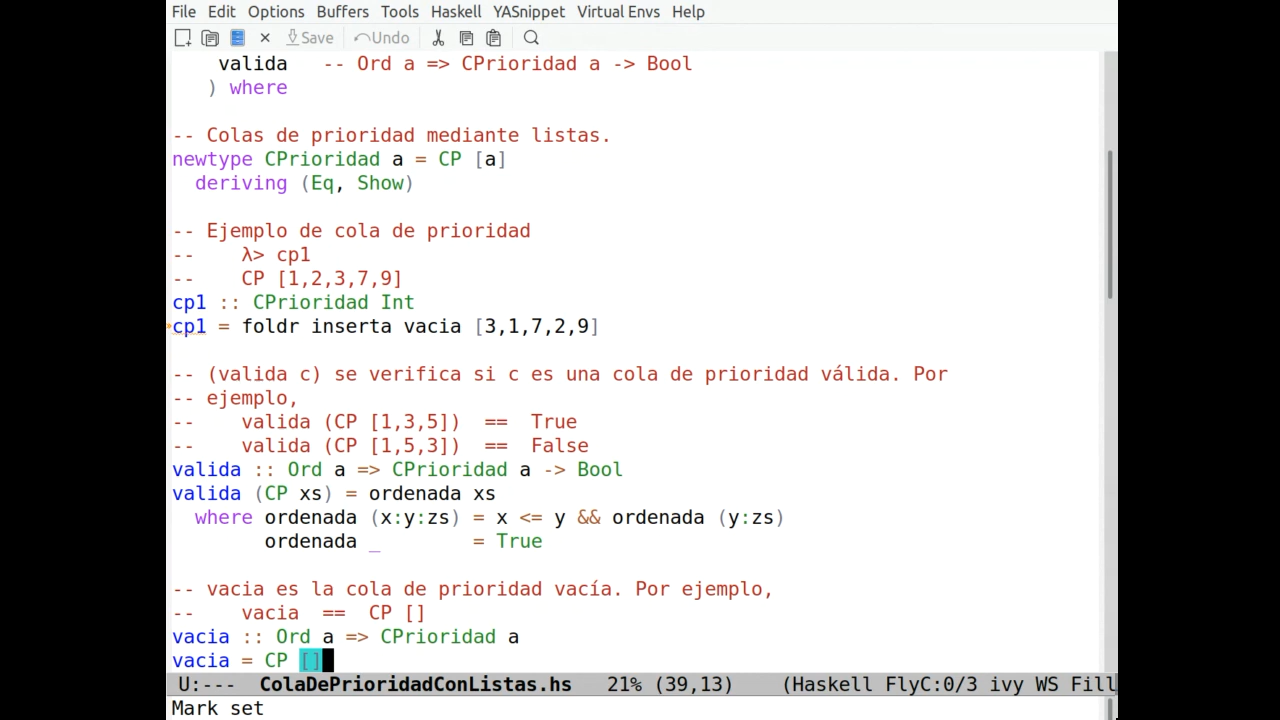 File Edit Options Buffers Tools Haskell YASnippet Virtual Envs Help
Save Undo
valida -- Ord a => CPrioridad a -> Bool
) where
-- Colas de prioridad mediante listas.
newtype CPrioridad a = CP [a]
deriving (Eq, Show)
-- Ejemplo de cola de prioridad
-- λ> cp1
-- CP [1,2,3,7,9]
cp1 :: CPrioridad Int
cp1 = foldr inserta vacia [3,1,7,2,9]
-- (valida c) se verifica si c es una cola de prioridad válida. Por
-- ejemplo,
-- valida (CP [1,3,5]) == True
-- valida (CP [1,5,3]) == False
valida :: Ord a => CPrioridad a -> Bool
valida (CP xs) = ordenada xs
where ordenada (x:y:zs) = x <= y && ordenada (y:zs)
ordenada _ = True
-- vacia es la cola de prioridad vacía. Por ejemplo,
-- vacia == CP []
vacia :: Ord a => CPrioridad a
vacia = CP []
U:--- ColaDePrioridadConListas.hs 21% (39,13) (Haskell FlyC:0/3 ivy WS Fill
Mark set